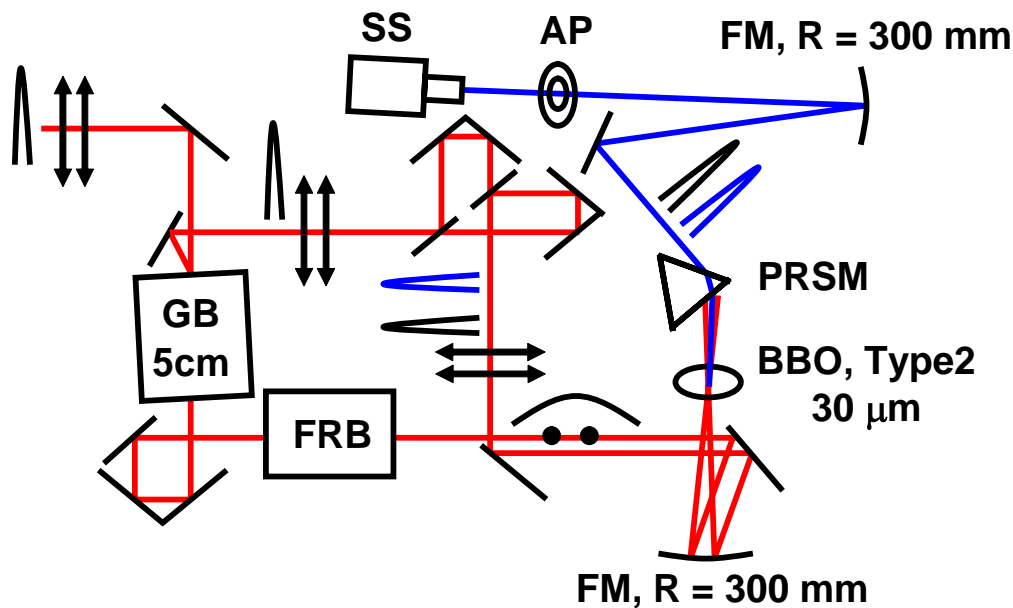 SS
AP
FM, R = 300 mm
PRSM
GB
5cm
BBO, Type2
30 μm
FRB
FM, R = 300 mm